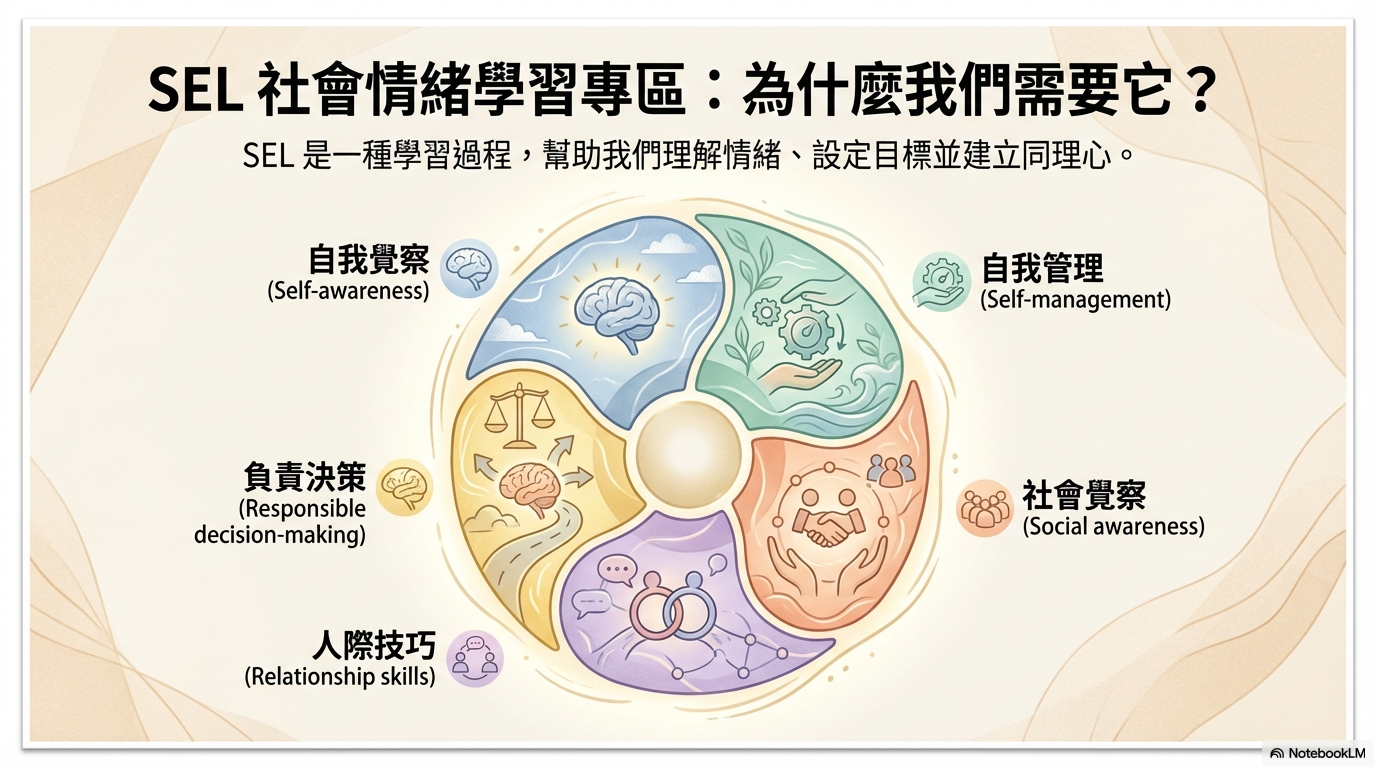 SEL 社會情緒學習專區：為什麼我們需要它？
SEL 是一種學習過程，幫助我們理解情緒、設定目標並建立同理心。
自我覺察
(Self-awareness)
自我管理
(Self-management)
負責決策
(Responsible
decision-making)
社會覺察
(Social awareness)
人際技巧
(Relationship skills)
NotebookLM